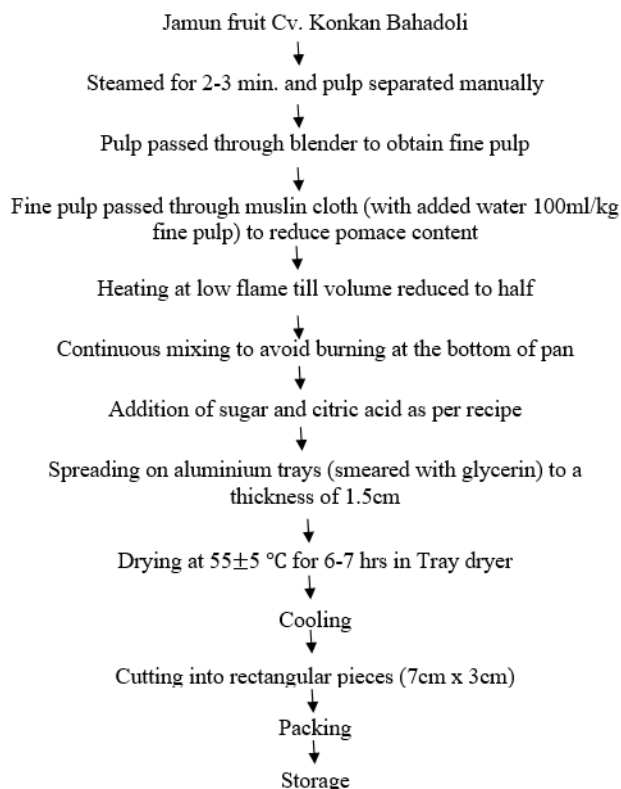 Jamun fruit Cv. Konkan Bahadoli
Steamed for 2-3 min. and pulp separated manually
Pulp passed through blender to obtain fine pulp
Fine pulp passed through muslin cloth (with added water 100ml/kg
fine pulp) to reduce pomace content
Heating at low flame till volume reduced to half
Continuous mixing to avoid burning at the bottom of pan
Addition of sugar and citric acid as per recipe
Spreading on aluminium trays (smeared with glycerin) to a
thickness of 1.5cm
Drying at 55±5 °C for 6-7 hrs in Tray dryer
Cooling
Cutting into rectangular pieces (7cm x 3cm)
Packing
Storage